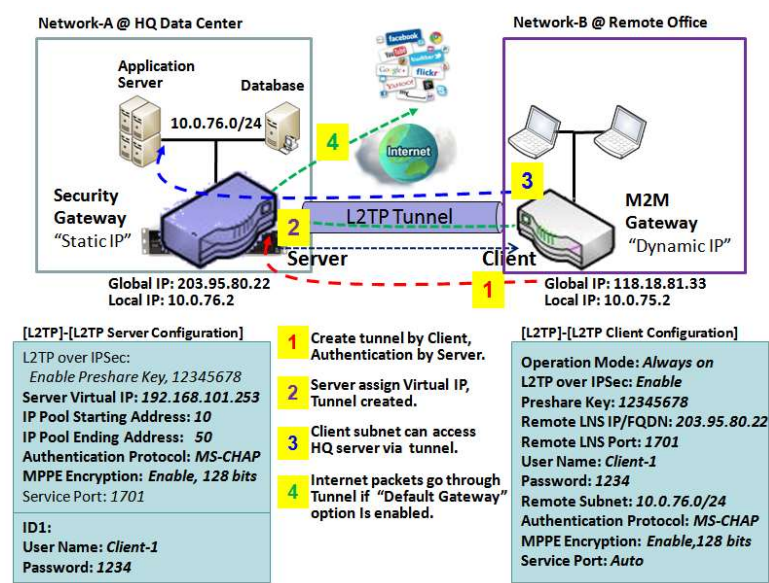 Network-A @ HQ Data Center
Network-B @ Remote Office
Application
Server
Database
10.0.76.0/24
facebook
twitter
Google+
flickr
YAHOO!
Internet
4
3
Security
Gateway
"Static IP"
2
L2TP Tunnel
M2M
Gateway
"Dynamic IP"
Server
Client
1
Global IP: 203.95.80.22
Local IP: 10.0.76.2
Global IP: 118.18.81.33
Local IP: 10.0.75.2
[L2TP]-[L2TP Server Configuration]
L2TP over IPSec:
Enable Preshare Key, 12345678
Server Virtual IP: 192.168.101.253
IP Pool Starting Address: 10
IP Pool Ending Address: 50
Authentication Protocol: MS-CHAP
MPPE Encryption: Enable, 128 bits
Service Port: 1701
ID1:
User Name: Client-1
Password: 1234
1 Create tunnel by Client,
Authentication by Server.
2 Server assign Virtual IP,
Tunnel created.
3 Client subnet can access
HQ server via tunnel.
4 Internet packets go through
Tunnel if "Default Gateway"
option Is enabled.
[L2TP]-[L2TP Client Configuration]
Operation Mode: Always on
L2TP over IPSec: Enable
Preshare Key: 12345678
Remote LNS IP/FQDN: 203.95.80.22
Remote LNS Port: 1701
User Name: Client-1
Password: 1234
Remote Subnet: 10.0.76.0/24
Authentication Protocol: MS-CHAP
MPPE Encryption: Enable,128 bits
Service Port: Auto